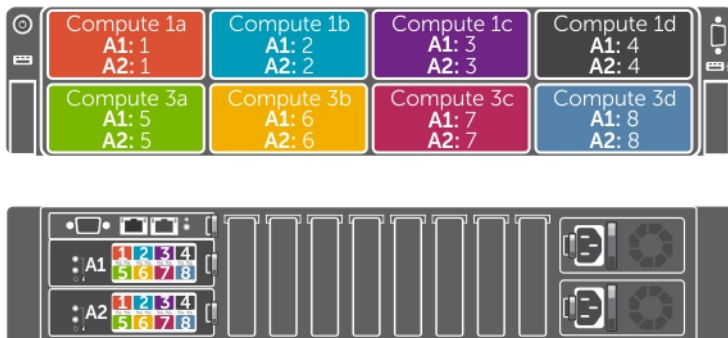 Compute 1a
A1: 1
A2: 1
Compute 1b
A1: 2
A2: 2
Compute 1c
A1: 3
A2: 3
Compute 1d
A1: 4
A2: 4
Compute 3a
A1: 5
A2: 5
Compute 3b
A1: 6
A2: 6
Compute 3c
A1: 7
A2: 7
Compute 3d
A1: 8
A2: 8
A1
1 2 3 4
5 6 7 8
A2
1 2 3 4
5 6 7 8